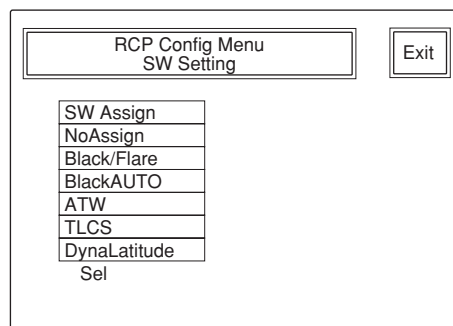 RCP Config Menu
SW Setting
Exit
SW Assign
NoAssign
Black/Flare
BlackAUTO
ATW
TLCS
DynaLatitude
Sel